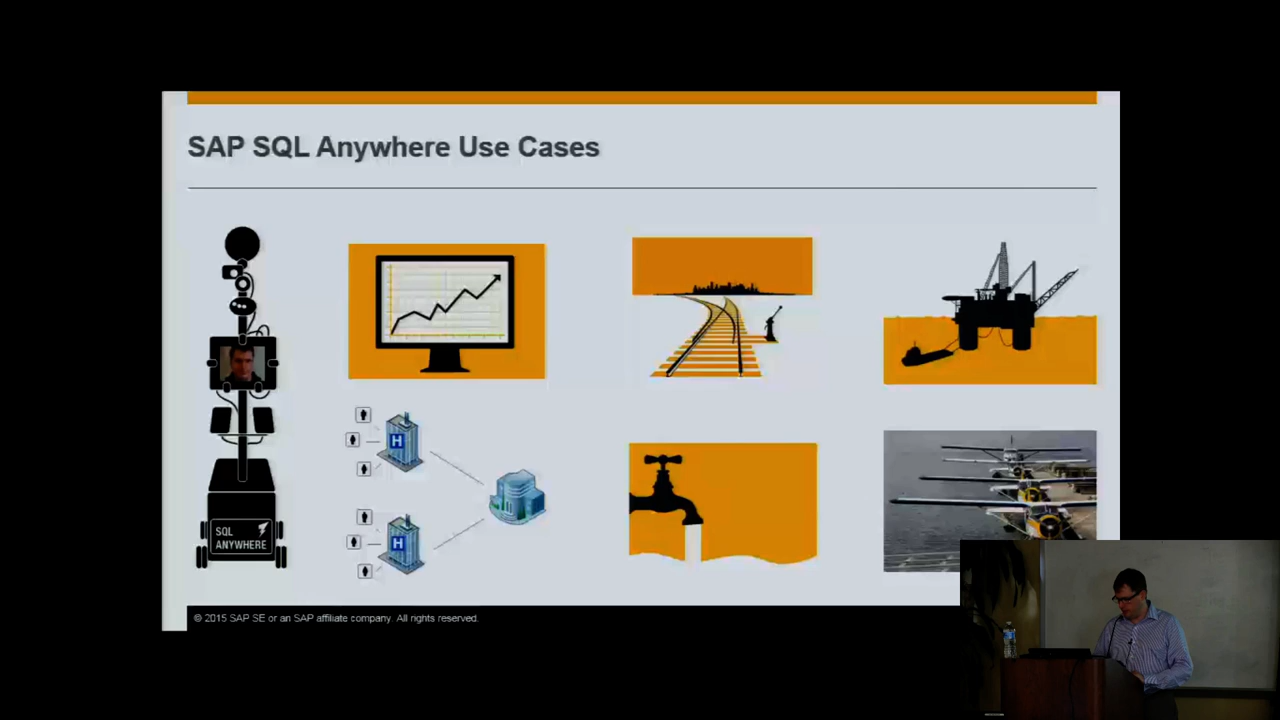 SAP SQL Anywhere Use Cases
H
H
SQL
ANYWHERE
© 2015 SAP SE or an SAP affiliate company. All rights reserved.